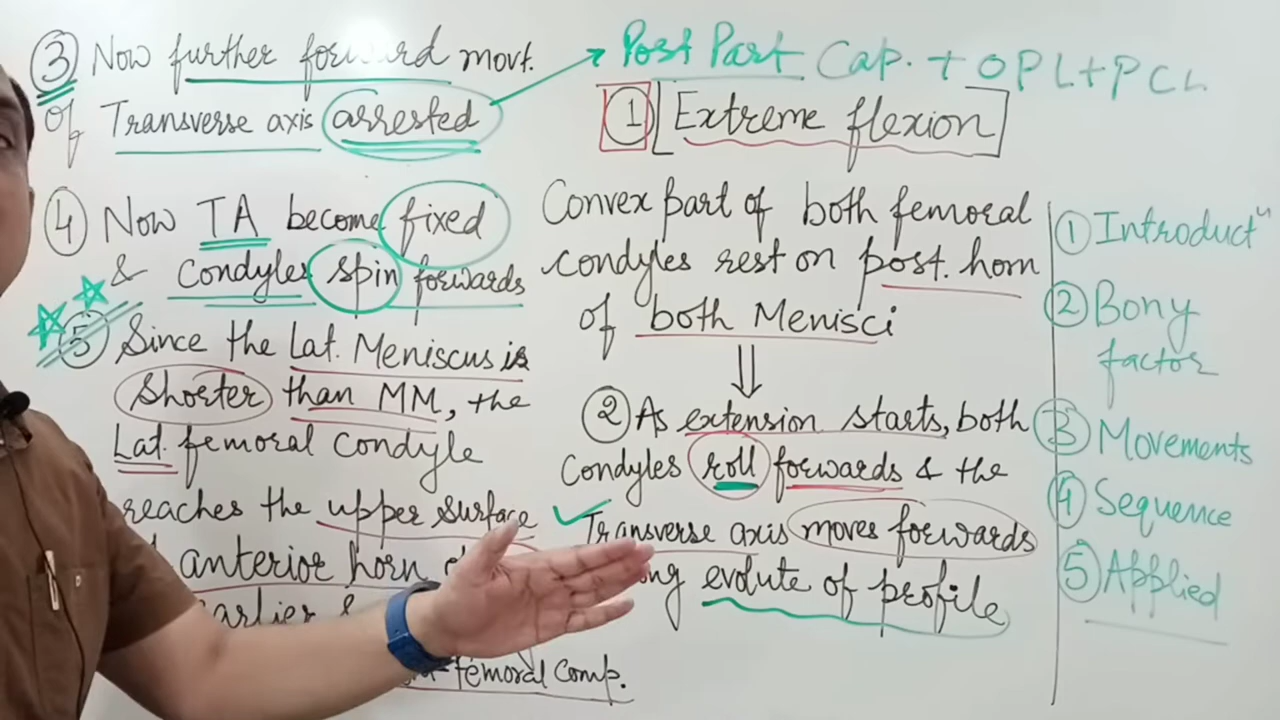 ③ Now further forward movt.
of Transverse axis arrested
④ Now TA become fixed
& Condyles spin forwards
⑤ Since the Lat. Meniscus is
Shorter than MM, the
Lat. femoral Condyle
reaches the upper surface
anterior horn
earlier &
femoral Comp.
Post Part Cap. + OPL + PCL
① Extreme flexion
Convex part of both femoral
condyles rest on post. horn
of both Menisci
⇓
② As extension starts, both
Condyles roll forwards & the
✓ Transverse axis moves forwards
evolute of profile
① Introductⁿ
② Bony
factor
③ Movements
④ Sequence
⑤ Applied